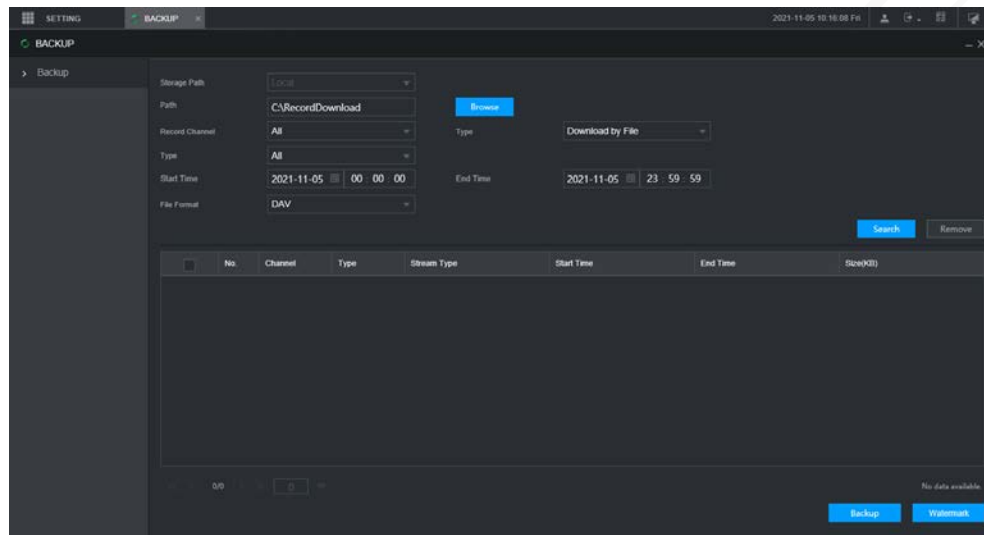 SETTING BACKUP × 2021-11-05 10:16:08 Fri
BACKUP
Backup
Storage Path Local
Path C:\RecordDownload Browse
Record Channel All Type Download by File
Type All
Start Time 2021-11-05 00 : 00 : 00 End Time 2021-11-05 23 : 59 : 59
File Format DAV
Search Remove
No. Channel Type Stream Type Start Time End Time Size(KB)
0/0 0
No data available.
Backup Watermark